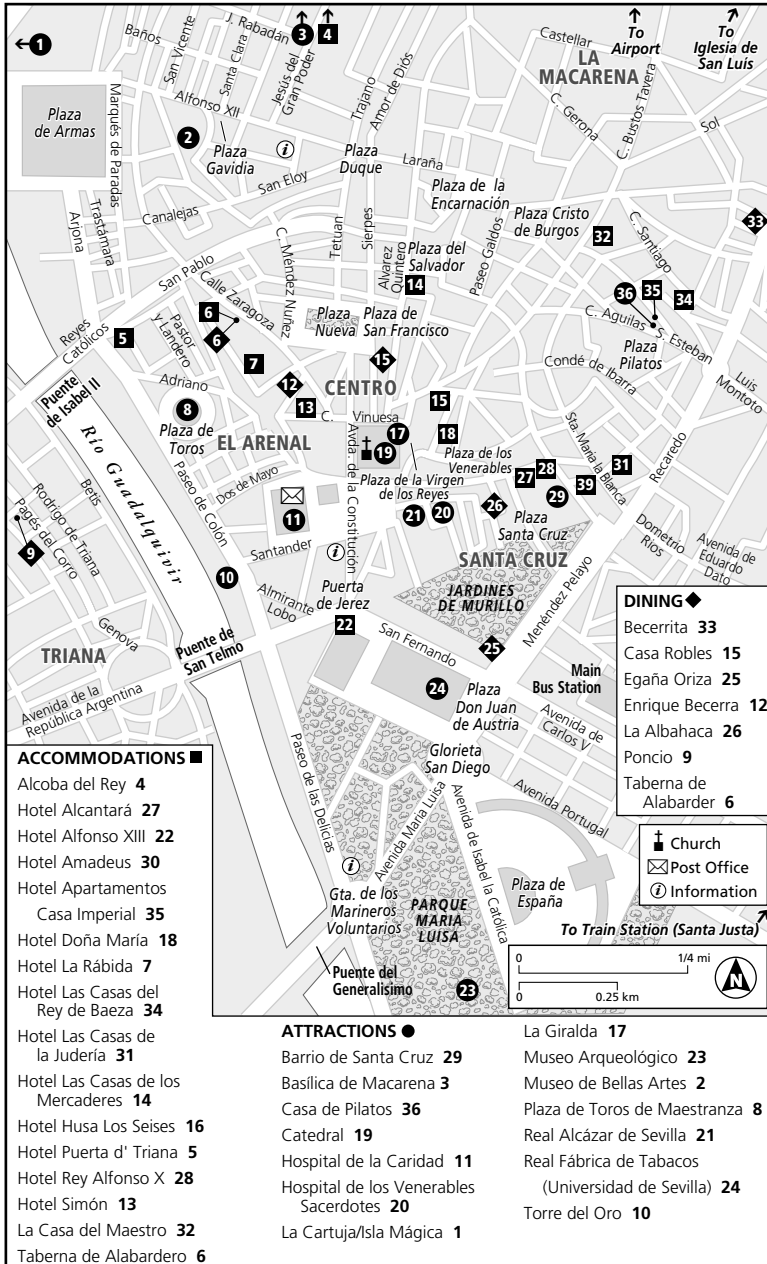 1
J. Rabadán
3
4
Baños
San Vicente
Santa Clara
Jesús del
Gran Poder
Trajano
Amor de Diós
Castellar
To
Airport
To
Iglesia de
San Luís
LA
MACARENA
C. Gerona
C. Bustos Tavera
Sol
Plaza
de Armas
Marqués de Paradas
Alfonso XII
2
Plaza
Gavidia
i
Plaza
Duque
Laraña
San Eloy
Plaza de la
Encarnación
Canalejas
Trastámara
Arjona
C. Méndez Nuñez
Tetuan
Sierpes
Alvarez
Quintero
Plaza del
Salvador
14
Paseo Galdos
Plaza Cristo
de Burgos
32
C. Santiago
33
San Pablo
Calle Zaragoza
36
35
34
C. Aguilas
S. Esteban
Plaza
Pilatos
Reyes
Católicos
5
Pastor
y Landero
6
6
7
Plaza
Nueva
Plaza de
San Francisco
15
12
CENTRO
Condé de Ibarra
Luis
Montoto
Puente
de Isabel II
Adriano
8
Plaza de
Toros
13
C. Vinuesa
15
EL ARENAL
17
18
19
Plaza de los
Venerables
Sta. Maria la Blanca
Recaredo
27
28
29
39
31
Río Guadalquivir
Betis
Rodrigo de Triana
Pagés del Corro
9
Paseo de Colón
Dos de Mayo
11
Avda. de la Constitución
Plaza de la Virgen
de los Reyes
21
20
26
Plaza
Santa Cruz
SANTA CRUZ
Santander
i
10
Almirante
Lobo
Puerta
de Jerez
22
JARDINES
DE MURILLO
Menéndez Pelayo
Dometrio
Rios
Avenida de
Eduardo
Dato
Genova
TRIANA
Puente de
San Telmo
San Fernando
25
24
Plaza
Don Juan
de Austria
Main
Bus Station
Avenida de la
República Argentina
Avenida de
Carlos V
Paseo de las Delicias
Glorieta
San Diego
Avenida Maria Luisa
Avenida de Isabel la Católica
Avenida Portugal
i
Gta. de los
Marineros
Voluntarios
PARQUE
MARIA
LUISA
Plaza de
España
To Train Station (Santa Justa)
Puente del
Generalisimo
23
DINING
Becerrita 33
Casa Robles 15
Egaña Oriza 25
Enrique Becerra 12
La Albahaca 26
Poncio 9
Taberna de
Alabarder 6
Church
Post Office
i Information
0 1/4 mi
0 0.25 km
N
ACCOMMODATIONS
Alcoba del Rey 4
Hotel Alcantará 27
Hotel Alfonso XIII 22
Hotel Amadeus 30
Hotel Apartamentos
Casa Imperial 35
Hotel Doña María 18
Hotel La Rábida 7
Hotel Las Casas del
Rey de Baeza 34
Hotel Las Casas de
la Judería 31
Hotel Las Casas de los
Mercaderes 14
Hotel Husa Los Seises 16
Hotel Puerta d' Triana 5
Hotel Rey Alfonso X 28
Hotel Simón 13
La Casa del Maestro 32
Taberna de Alabardero 6
ATTRACTIONS
Barrio de Santa Cruz 29
Basílica de Macarena 3
Casa de Pilatos 36
Catedral 19
Hospital de la Caridad 11
Hospital de los Venerables
Sacerdotes 20
La Cartuja/Isla Mágica 1
La Giralda 17
Museo Arqueológico 23
Museo de Bellas Artes 2
Plaza de Toros de Maestranza 8
Real Alcázar de Sevilla 21
Real Fábrica de Tabacos
(Universidad de Sevilla) 24
Torre del Oro 10